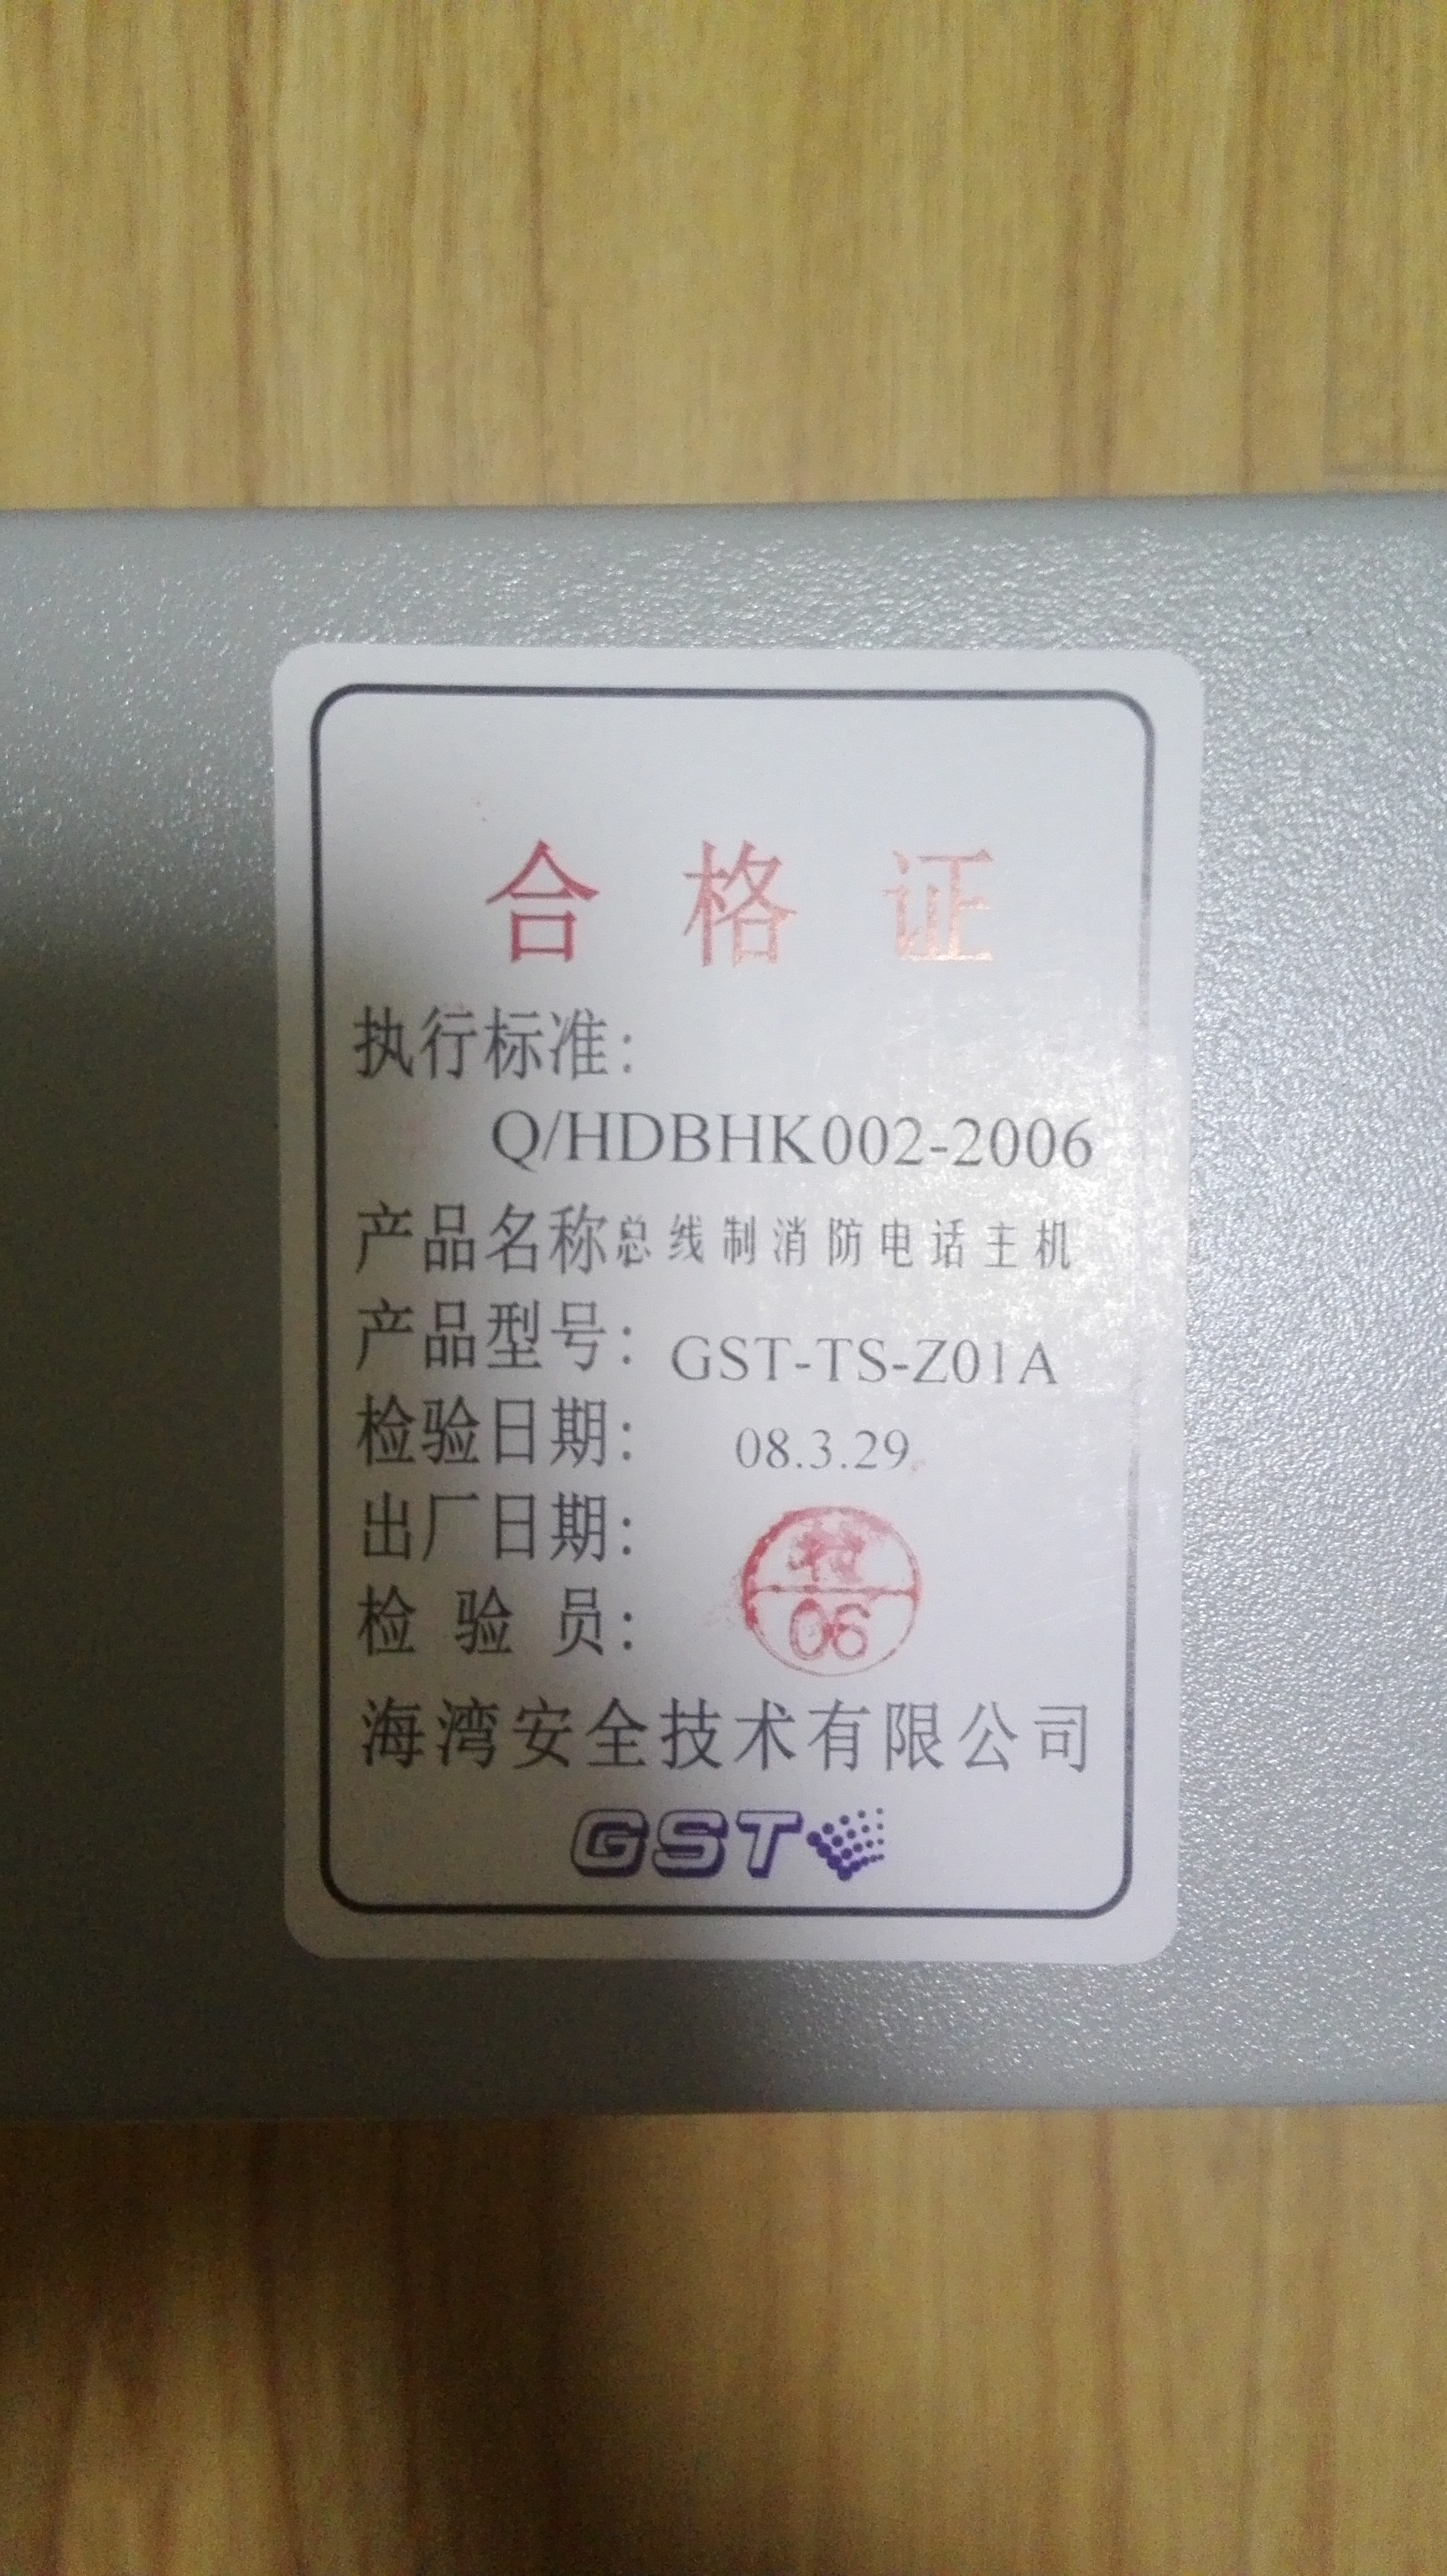 合格证
执行标准:
Q/HDBHK002-2006
产品名称总线制消防电话主机
产品型号: GST-TS-Z01A
检验日期: 08.3.29
出厂日期:
06
检验员:
海湾安全技术有限公司
GST